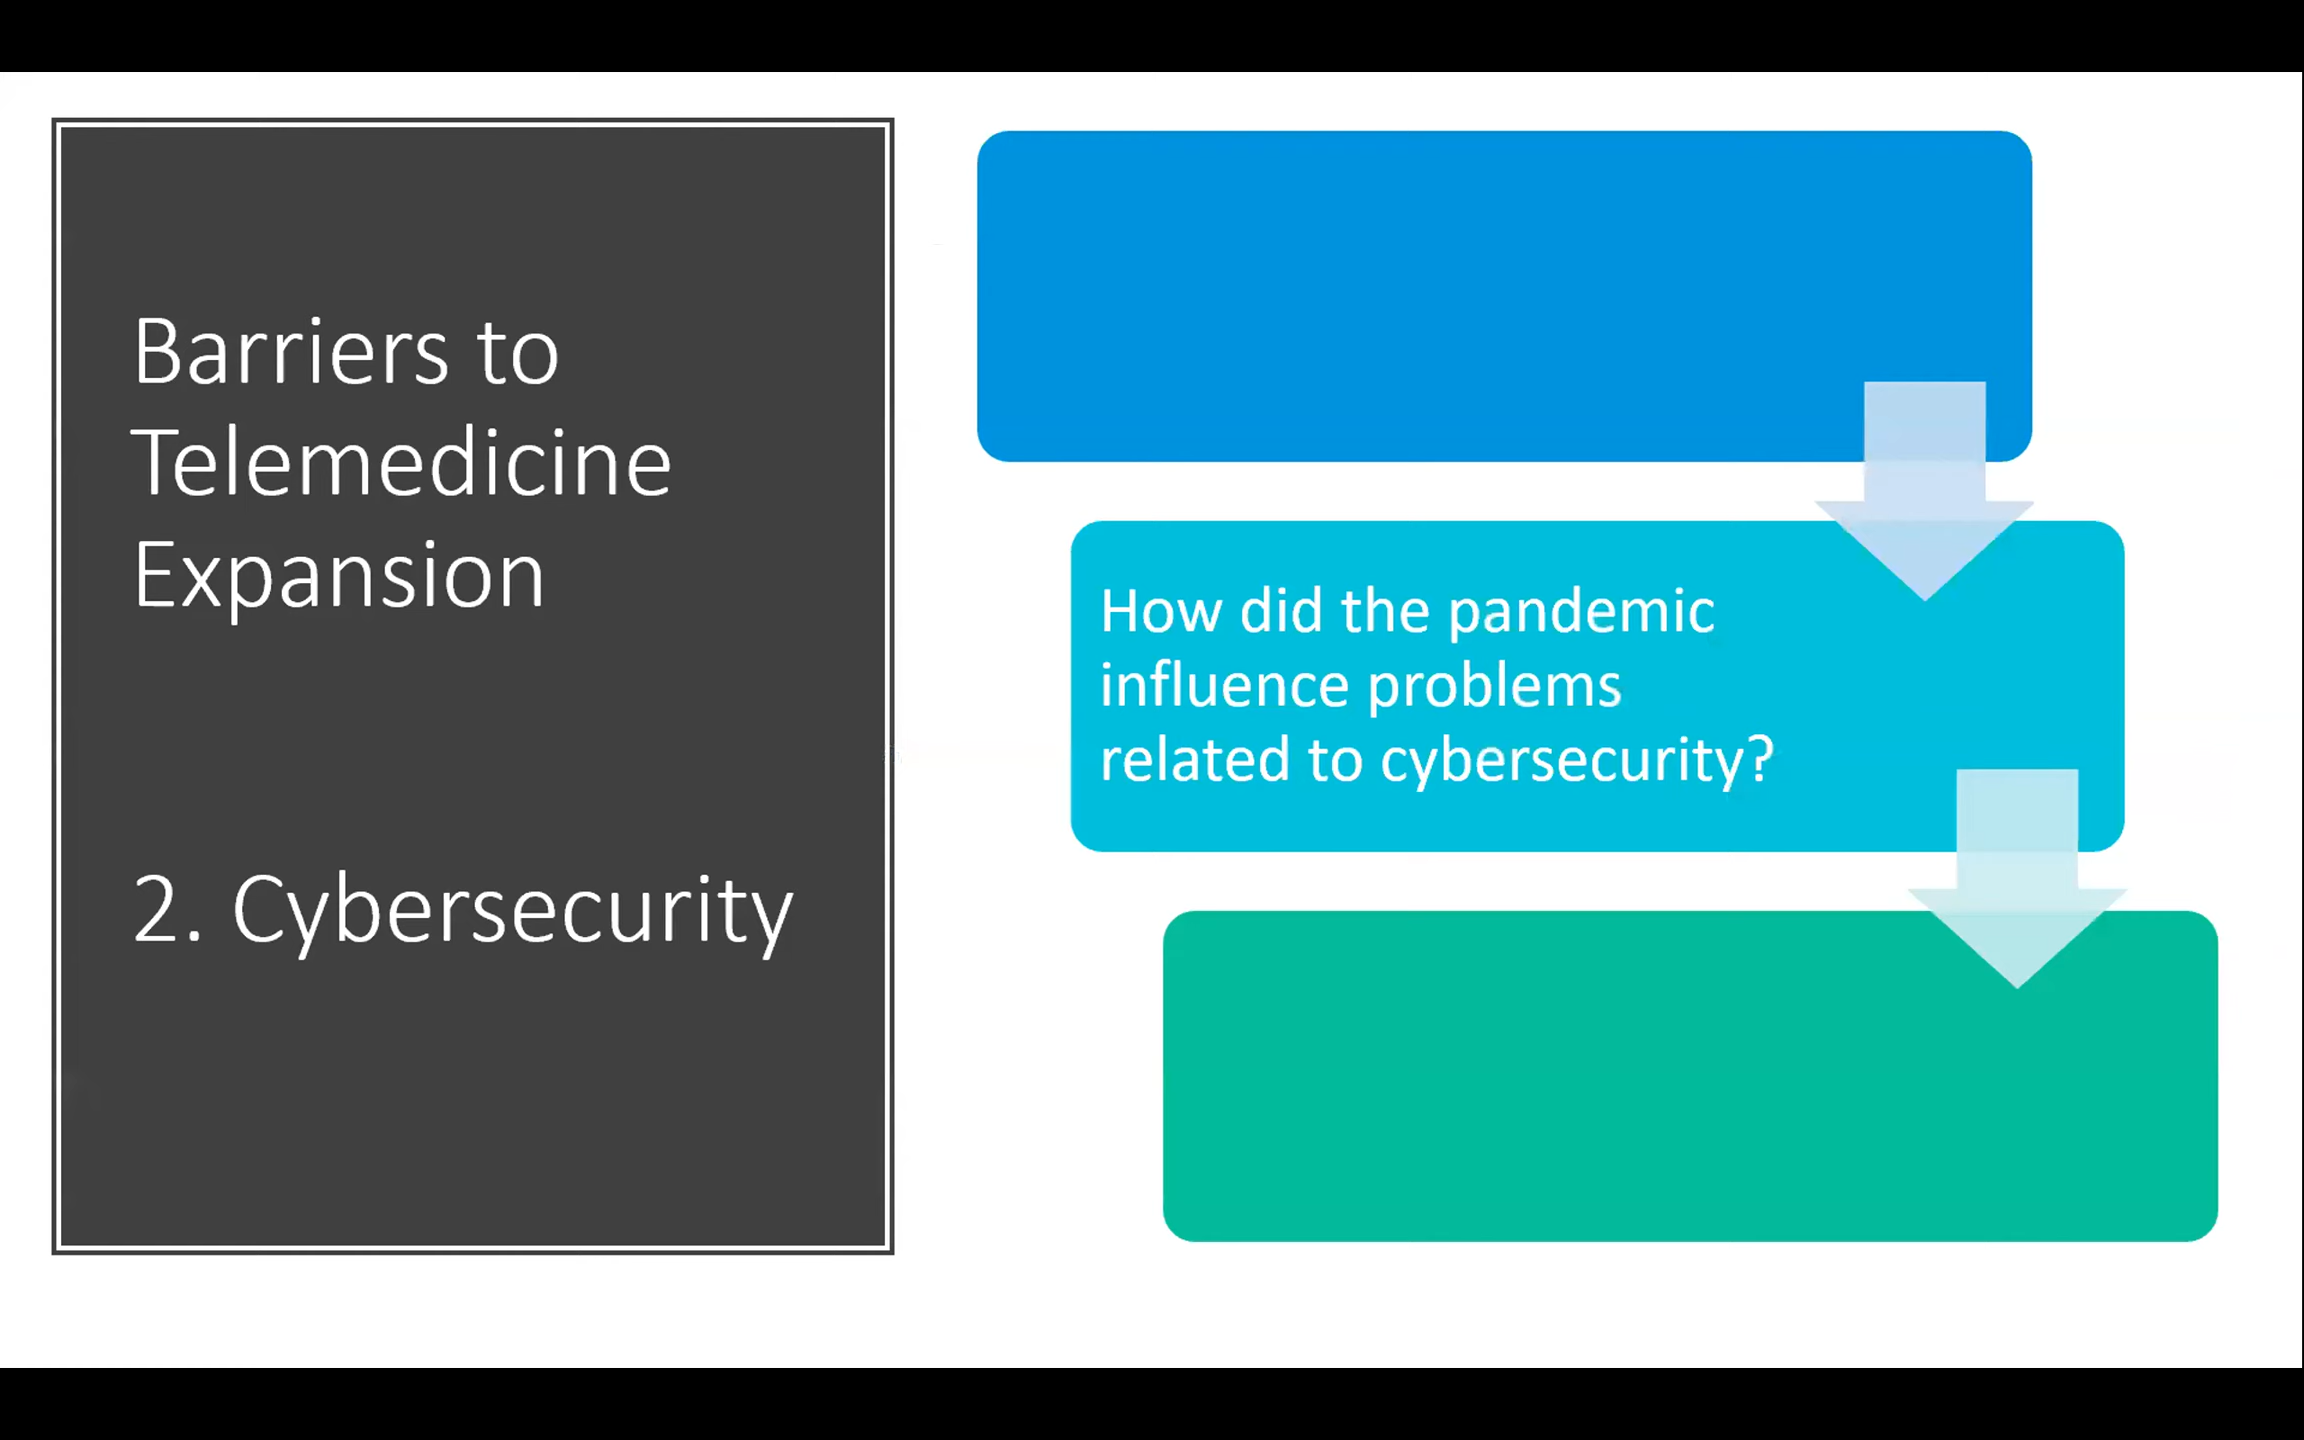 Barriers to
Telemedicine
Expansion
2. Cybersecurity
How did the pandemic
influence problems
related to cybersecurity?